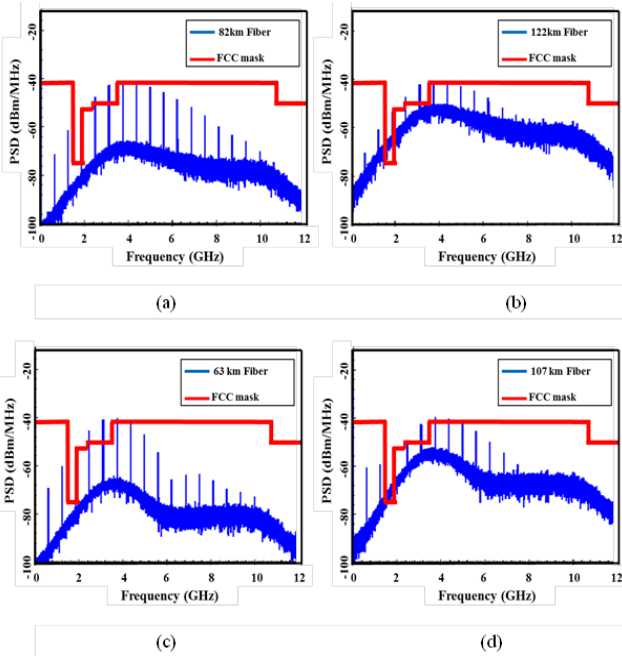 82km Fiber
FCC mask
PSD (dBm/MHz)
-20
-40
-60
-80
-100
0 2 4 6 8 10 12
Frequency (GHz)
(a)
122km Fiber
FCC mask
PSD (dBm/MHz)
-20
-40
-60
-80
-100
0 2 4 6 8 10 12
Frequency (GHz)
(b)
63 km Fiber
FCC mask
PSD (dBm/MHz)
-20
-40
-60
-80
-100
0 2 4 6 8 10 12
Frequency (GHz)
(c)
107 km Fiber
FCC mask
PSD (dBm/MHz)
-20
-40
-60
-80
-100
0 2 4 6 8 10 12
Frequency (GHz)
(d)